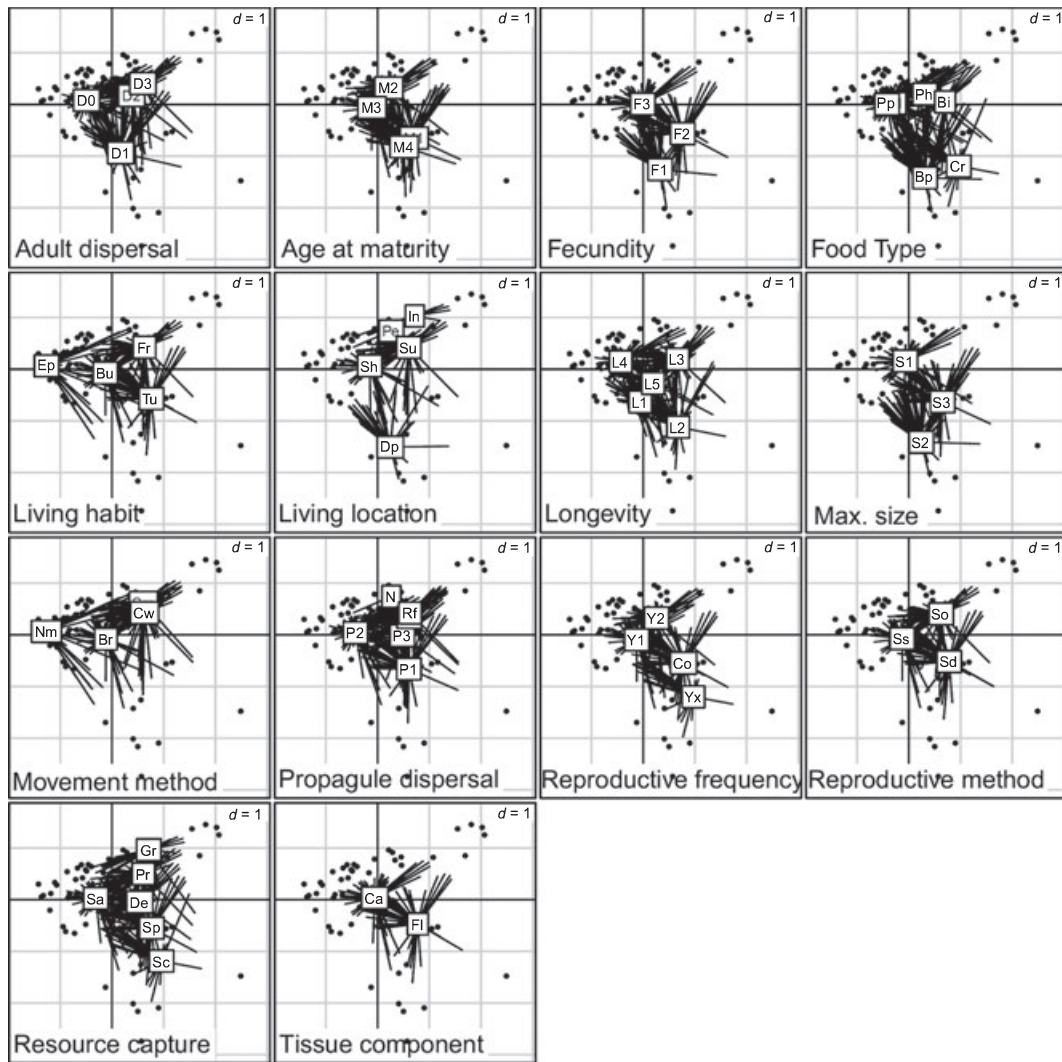 d = 1
D3
D0
D2
D1
Adult dispersal
d = 1
M2
M3
M4
Age at maturity
d = 1
F3
F2
F1
Fecundity
d = 1
Ph
Pp
Bi
Cr
Bp
Food Type
d = 1
Fr
Ep
Bu
Tu
Living habit
d = 1
In
Pe
Su
Sh
Dp
Living location
d = 1
L4
L3
L5
L1
L2
Longevity
d = 1
S1
S3
S2
Max. size
d = 1
Cw
Nm
Br
Movement method
d = 1
N
Rf
P2
P3
P1
Propagule dispersal
d = 1
Y2
Y1
Co
Yx
Reproductive frequency
d = 1
So
Ss
Sd
Reproductive method
d = 1
Gr
Pr
Sa
De
Sp
Sc
Resource capture
d = 1
Ca
Fl
Tissue component